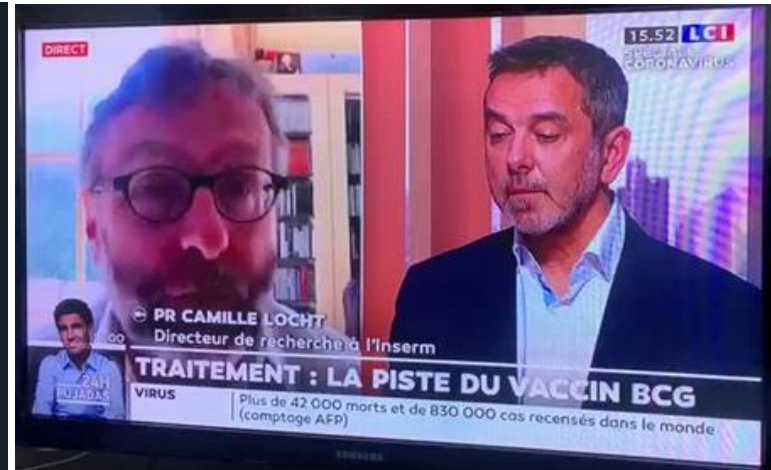 DIRECT
15.52 LCI
SPÉCIALE
CORONAVIRUS
PR CAMILLE LOCHT
Directeur de recherche à l'Inserm
24H
PUJADAS
TRAITEMENT : LA PISTE DU VACCIN BCG
VIRUS
Plus de 42 000 morts et de 830 000 cas recensés dans le monde
(comptage AFP)
SAMSUNG